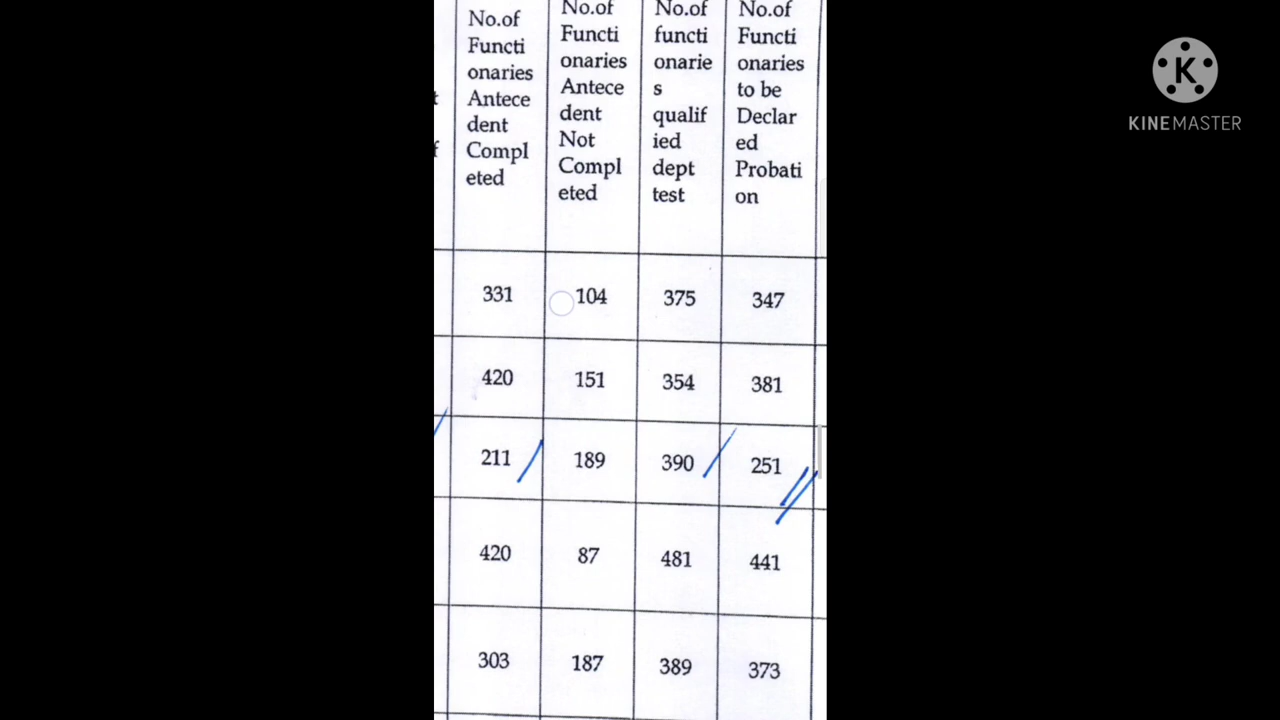 No.of
Functi
onaries
Antece
dent
Compl
eted
No.of
Functi
onaries
Antece
dent
Not
Compl
eted
No.of
functi
onarie
s
qualif
ied
dept
test
No.of
Functi
onaries
to be
Declar
ed
Probati
on
331 104 375 347
420 151 354 381
211 189 390 251
420 87 481 441
303 187 389 373
K
KINEMASTER